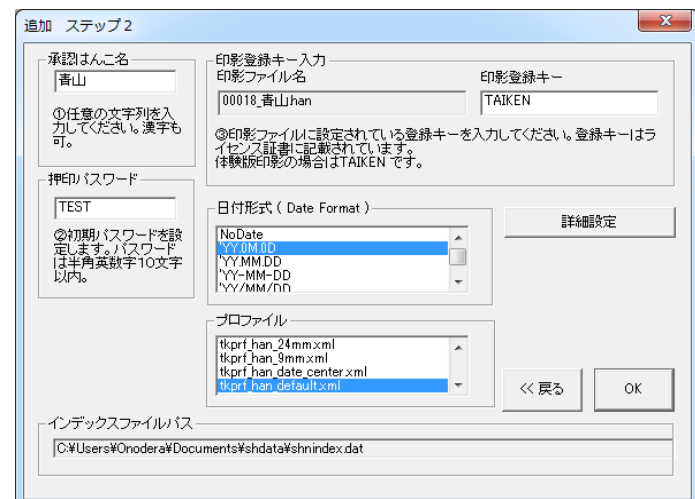 追加　ステップ2
承認はんこ名
青山
①任意の文字列を入
力してください。漢字も
可。
押印パスワード
TEST
②初期パスワードを設
定します。パスワード
は半角英数字10文字
以内。
印影登録キー入力
印影ファイル名
00018_青山.han
印影登録キー
TAIKEN
③印影ファイルに設定されている登録キーを入力してください。登録キーはラ
イセンス証書に記載されています。
体験版印影の場合はTAIKEN です。
日付形式 ( Date Format )
NoDate
'YY.0M.0D
'YY.MM.DD
'YY-MM-DD
'YY/MM/DD
詳細設定
プロファイル
tkprf_han_24mm.xml
tkprf_han_9mm.xml
tkprf_han_date_center.xml
tkprf_han_default.xml
<< 戻る
OK
インデックスファイルパス
C:¥Users¥Onodera¥Documents¥shdata¥shnindex.dat